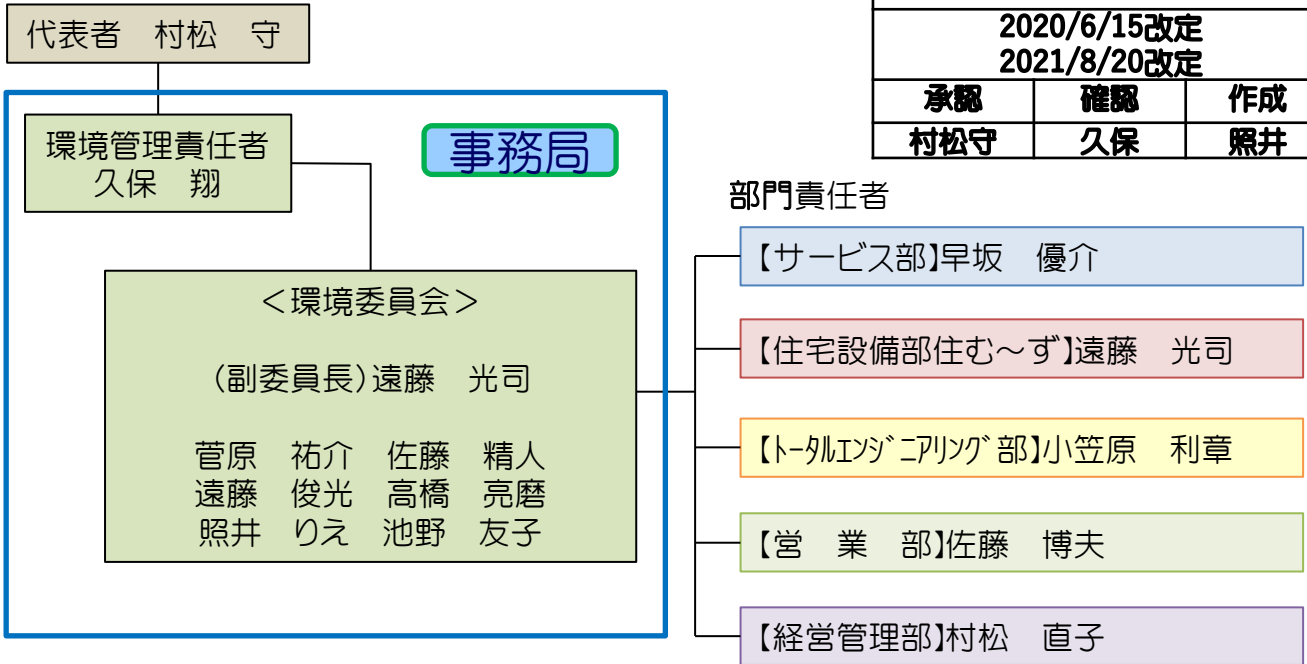 代表者　村松　守
2020/6/15改定
2021/8/20改定
承認　確認　作成
村松守　久保　照井
環境管理責任者
久保　翔
事務局
部門責任者
＜環境委員会＞
(副委員長)遠藤　光司
菅原　祐介　佐藤　精人
遠藤　俊光　高橋　亮磨
照井　りえ　池野　友子
【サービス部】早坂　優介
【住宅設備部住む～ず】遠藤　光司
【ﾄｰﾀﾙｴﾝｼﾞﾆｱﾘﾝｸﾞ部】小笠原　利章
【営　業　部】佐藤　博夫
【経営管理部】村松　直子